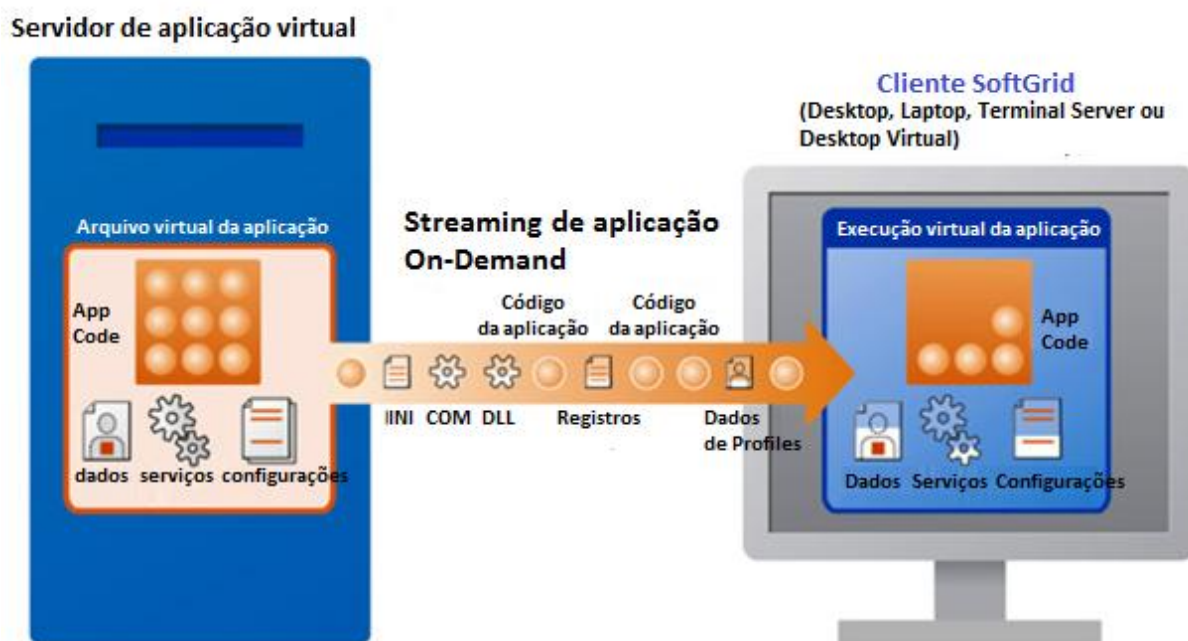 Servidor de aplicação virtual
Cliente SoftGrid
(Desktop, Laptop, Terminal Server ou
Desktop Virtual)
Arquivo virtual da aplicação
App
Code
dados serviços configurações
Streaming de aplicação
On-Demand
Código
da aplicação
Código
da aplicação
IINI COM DLL Registros Dados
de Profiles
Execução virtual da aplicação
App
Code
Dados Serviços Configurações